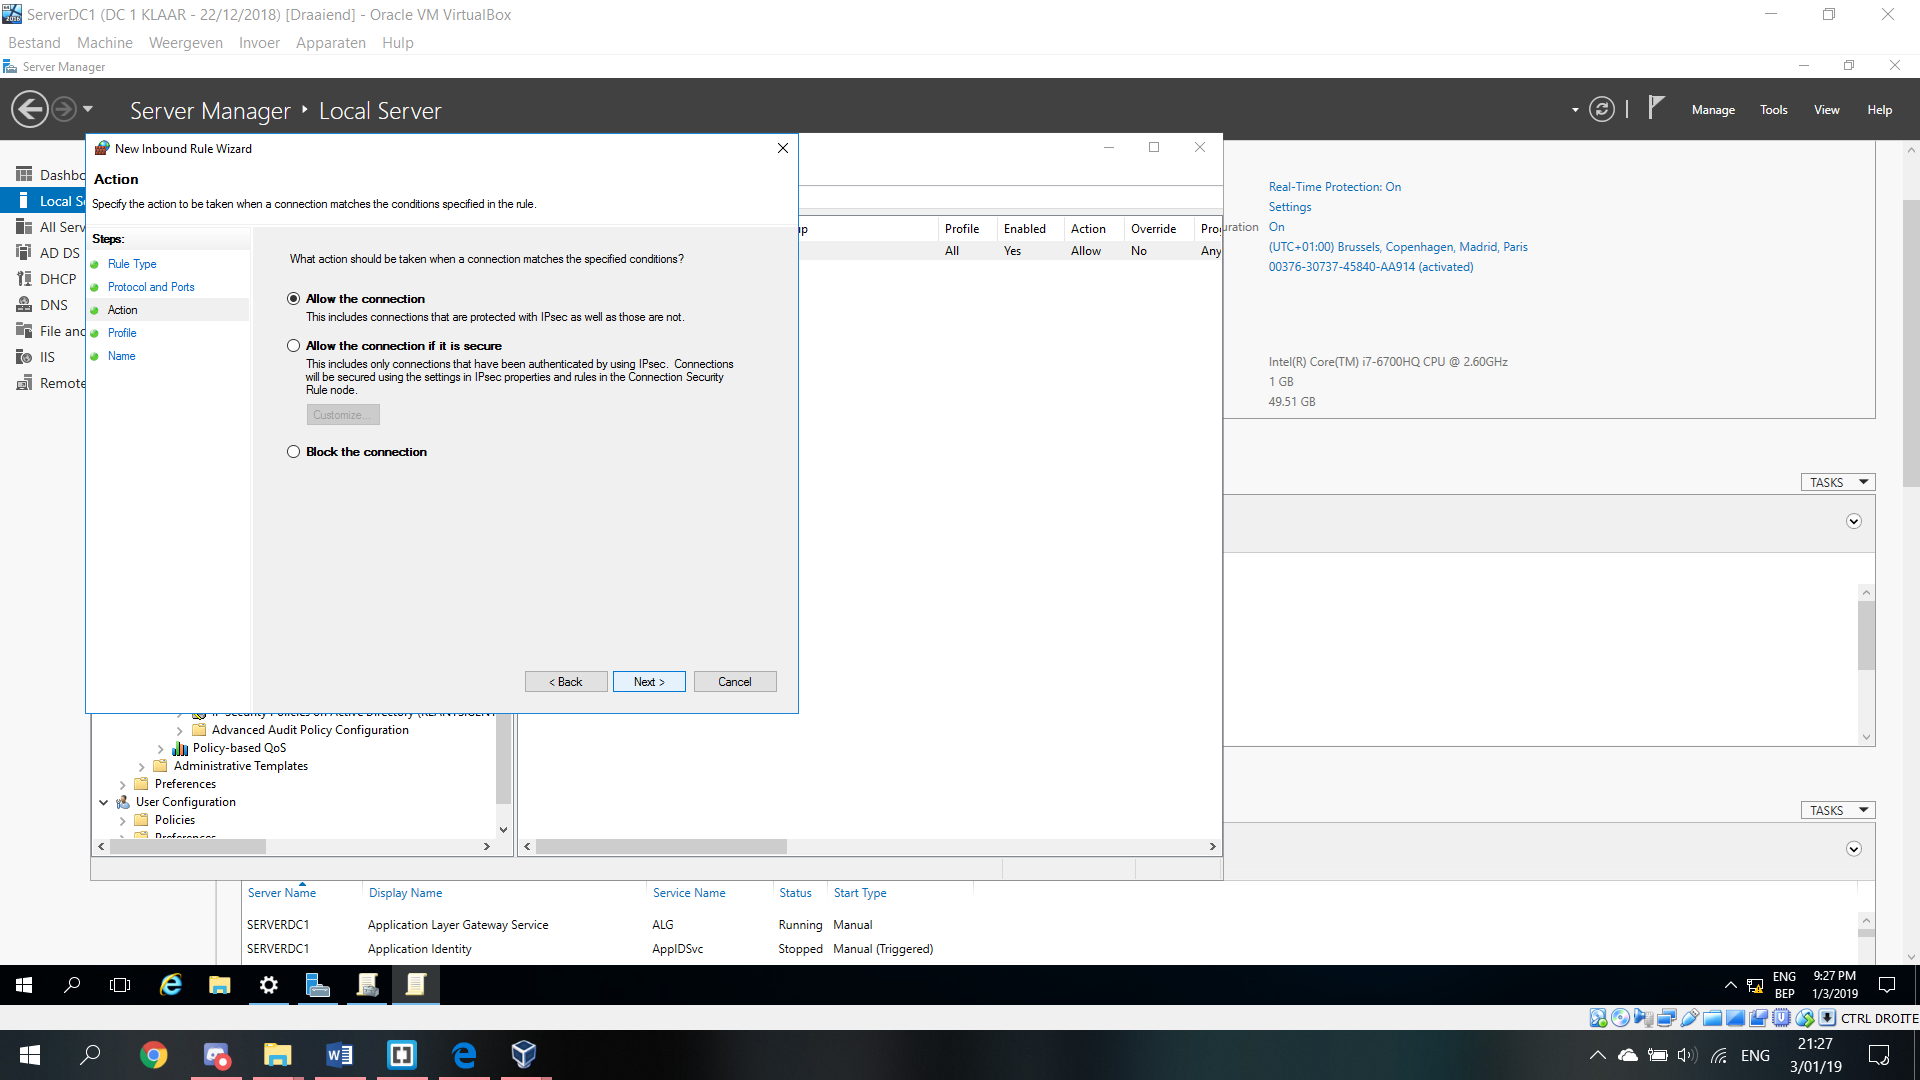 ServerDC1 (DC 1 KLAAR - 22/12/2018) [Draaiend] - Oracle VM VirtualBox
Bestand Machine Weergeven Invoer Apparaten Hulp
Server Manager
Server Manager Local Server
Manage Tools View Help
New Inbound Rule Wizard
Action
Specify the action to be taken when a connection matches the conditions specified in the rule.
Steps:
Rule Type
Protocol and Ports
Action
Profile
Name
What action should be taken when a connection matches the specified conditions?
Allow the connection
This includes connections that are protected with IPsec as well as those are not.
Allow the connection if it is secure
This includes only connections that have been authenticated by using IPsec. Connections
will be secured using the settings in IPsec properties and rules in the Connection Security
Rule node.
Customize...
Block the connection
< Back Next > Cancel
Dashbo
Local S
All Serv
AD DS
DHCP
DNS
File and
IIS
Remote
up Profile Enabled Action Override Pro
All Yes Allow No Any
Real-Time Protection: On
Settings
uration On
(UTC+01:00) Brussels, Copenhagen, Madrid, Paris
00376-30737-45840-AA914 (activated)
Intel(R) Core(TM) i7-6700HQ CPU @ 2.60GHz
1 GB
49.51 GB
TASKS
TASKS
IP Security Policies on Active Directory
Advanced Audit Policy Configuration
Policy-based QoS
Administrative Templates
Preferences
User Configuration
Policies
Preferences
Server Name Display Name Service Name Status Start Type
SERVERDC1 Application Layer Gateway Service ALG Running Manual
SERVERDC1 Application Identity AppIDSvc Stopped Manual (Triggered)
ENG
BEP
9:27 PM
1/3/2019
CTRL DROITE
ENG
21:27
3/01/19